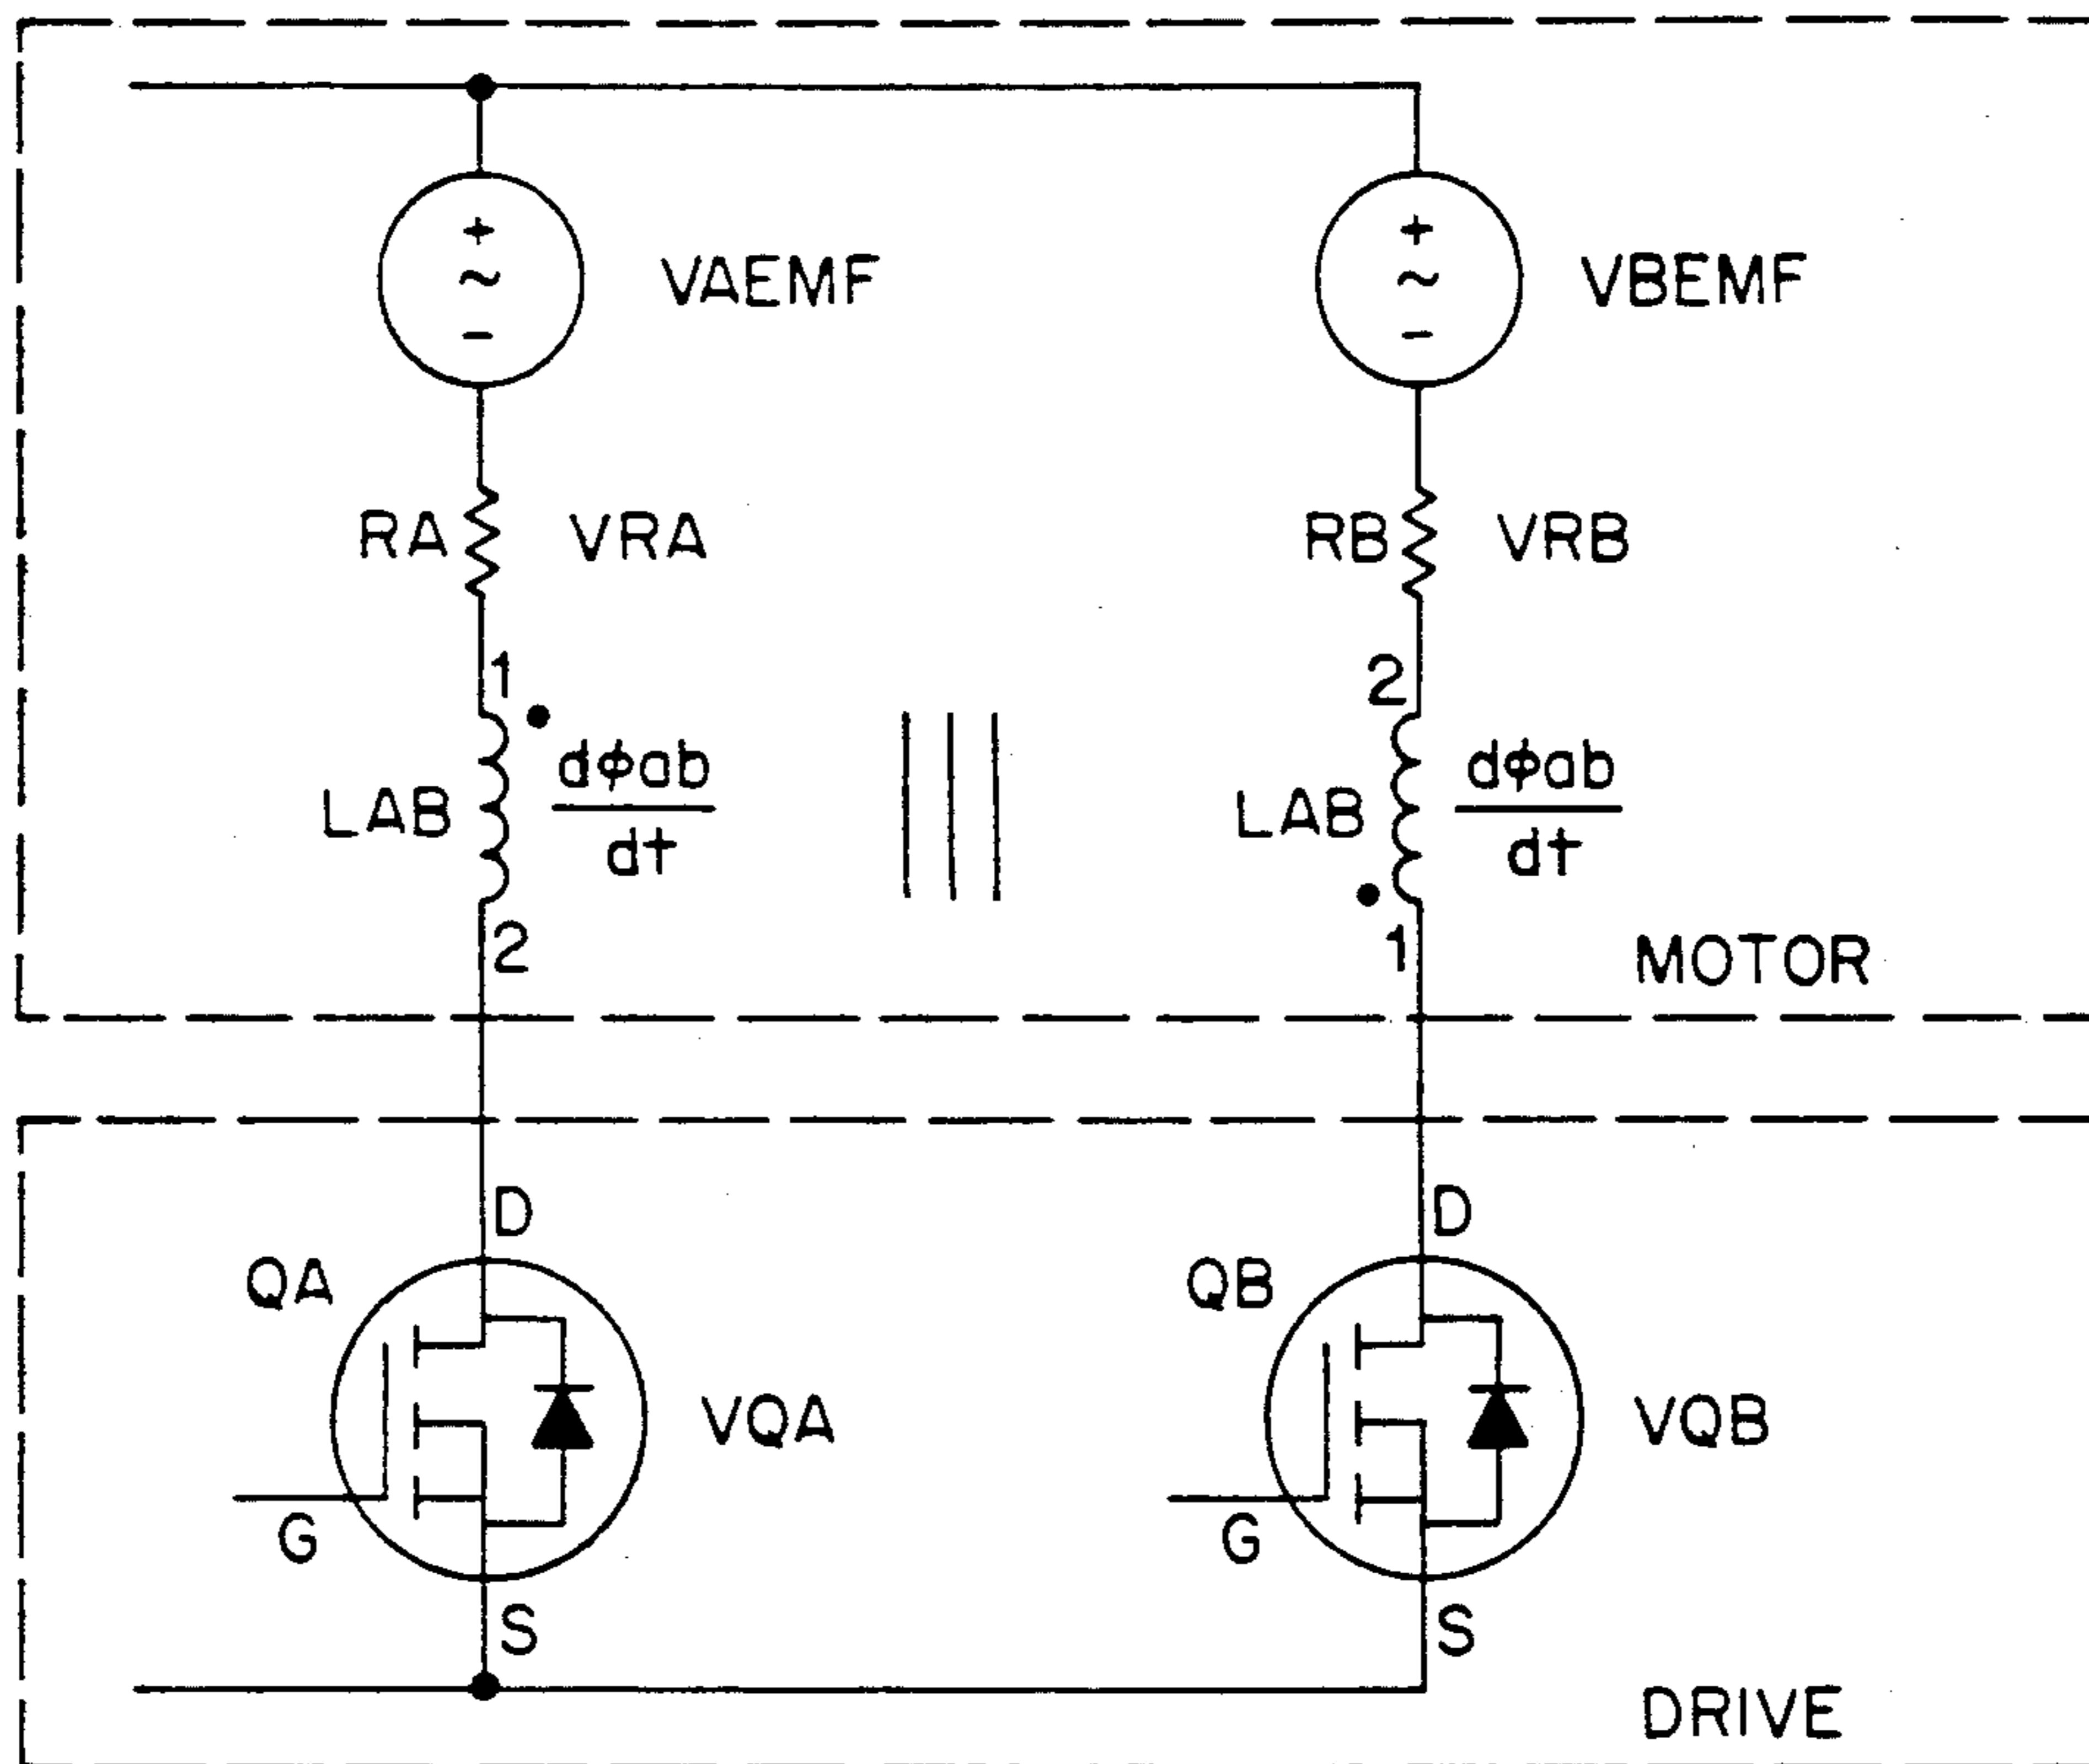 +
~
-
VAEMF
+
~
-
VBEMF
RA
VRA
RB
VRB
1
2
LAB
dφab
dt
LAB
dφab
dt
2
1
MOTOR
D
D
QA
QB
VQA
VQB
G
G
S
S
DRIVE